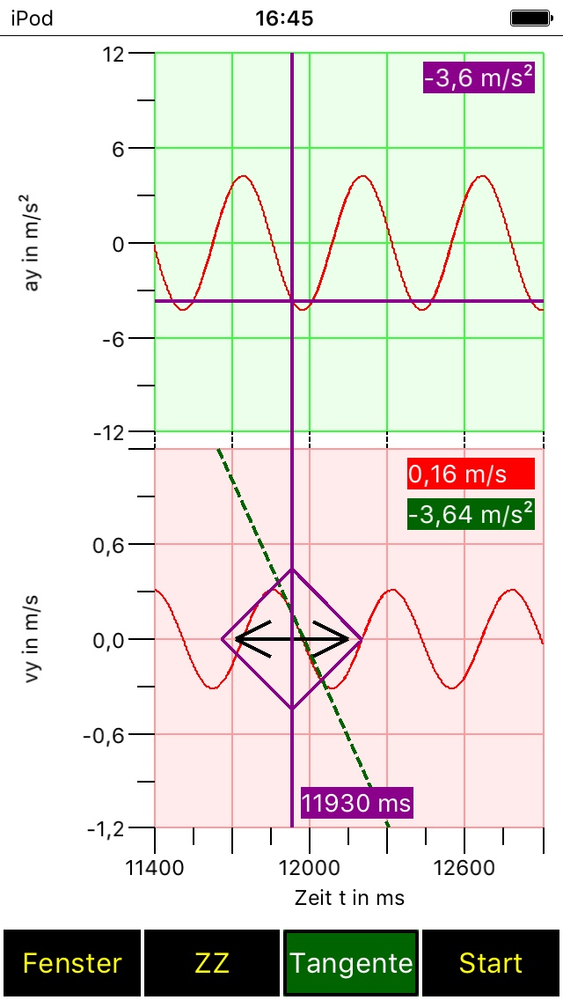 iPod 16:45
12
-3,6 m/s²
6
ay in m/s²
0
-6
-12
0,16 m/s
-3,64 m/s²
0,6
vy in m/s
0,0
-0,6
11930 ms
-1,2
11400 12000 12600
Zeit t in ms
Fenster ZZ Tangente Start